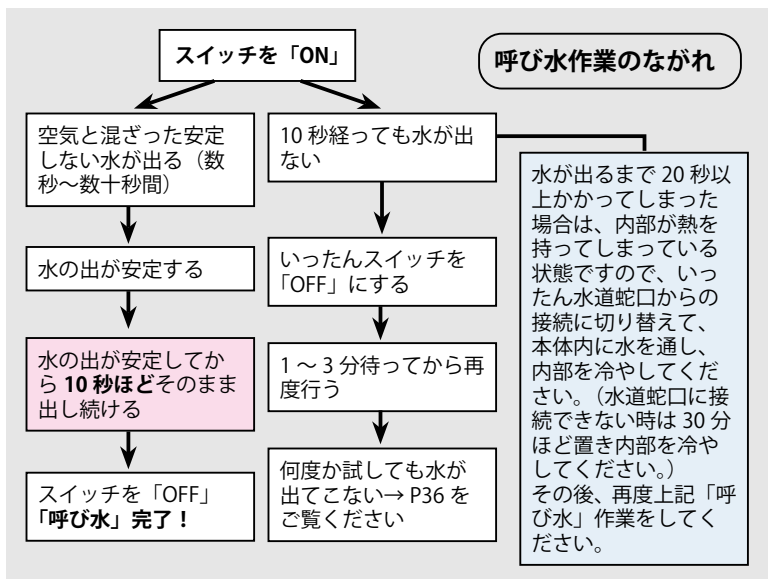 スイッチを「ON」
呼び水作業のながれ
空気と混ざった安定
しない水が出る（数
秒～数十秒間）
水の出が安定する
水の出が安定してか
ら 10 秒ほどそのまま
出し続ける
スイッチを「OFF」
「呼び水」完了！
10 秒経っても水が出
ない
いったんスイッチを
「OFF」にする
1 ～ 3 分待ってから再
度行う
何度か試しても水が
出てこない→ P36 を
ご覧ください
水が出るまで 20 秒以
上かかってしまった
場合は、内部が熱を
持ってしまっている
状態ですので、いっ
たん水道蛇口からの
接続に切り替えて、
本体内に水を通し、
内部を冷やしてくだ
さい。（水道蛇口に接
続できない時は 30 分
ほど置き内部を冷や
してください。）
その後、再度上記「呼
び水」作業をしてく
ださい。